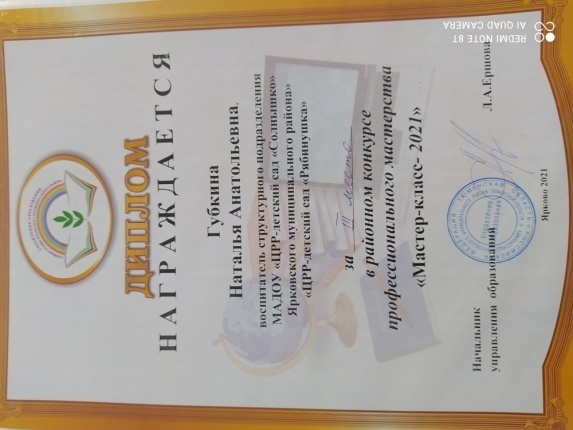 ДИПЛОМ
НАГРАЖДАЕТСЯ
Губкина
Наталья Анатольевна,
воспитатель структурного подразделения
МАДОУ «ЦРР-детский сад «Солнышко»
Ярковского муниципального района»
«ЦРР-детский сад «Рябинушка»
за III место
в районном конкурсе
профессионального мастерства
«Мастер-класс- 2021»
Начальник
управления образования Л.А.Ершова
Ярково 2021
REDMI NOTE 8T
AI QUAD CAMERA